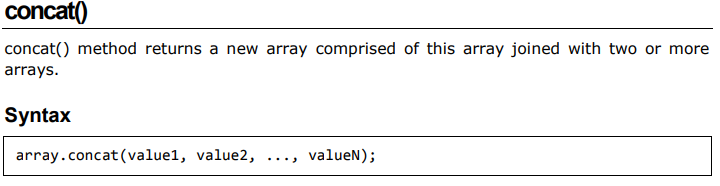 concat()
concat() method returns a new array comprised of this array joined with two or more
arrays.
Syntax
array.concat(value1, value2, ..., valueN);